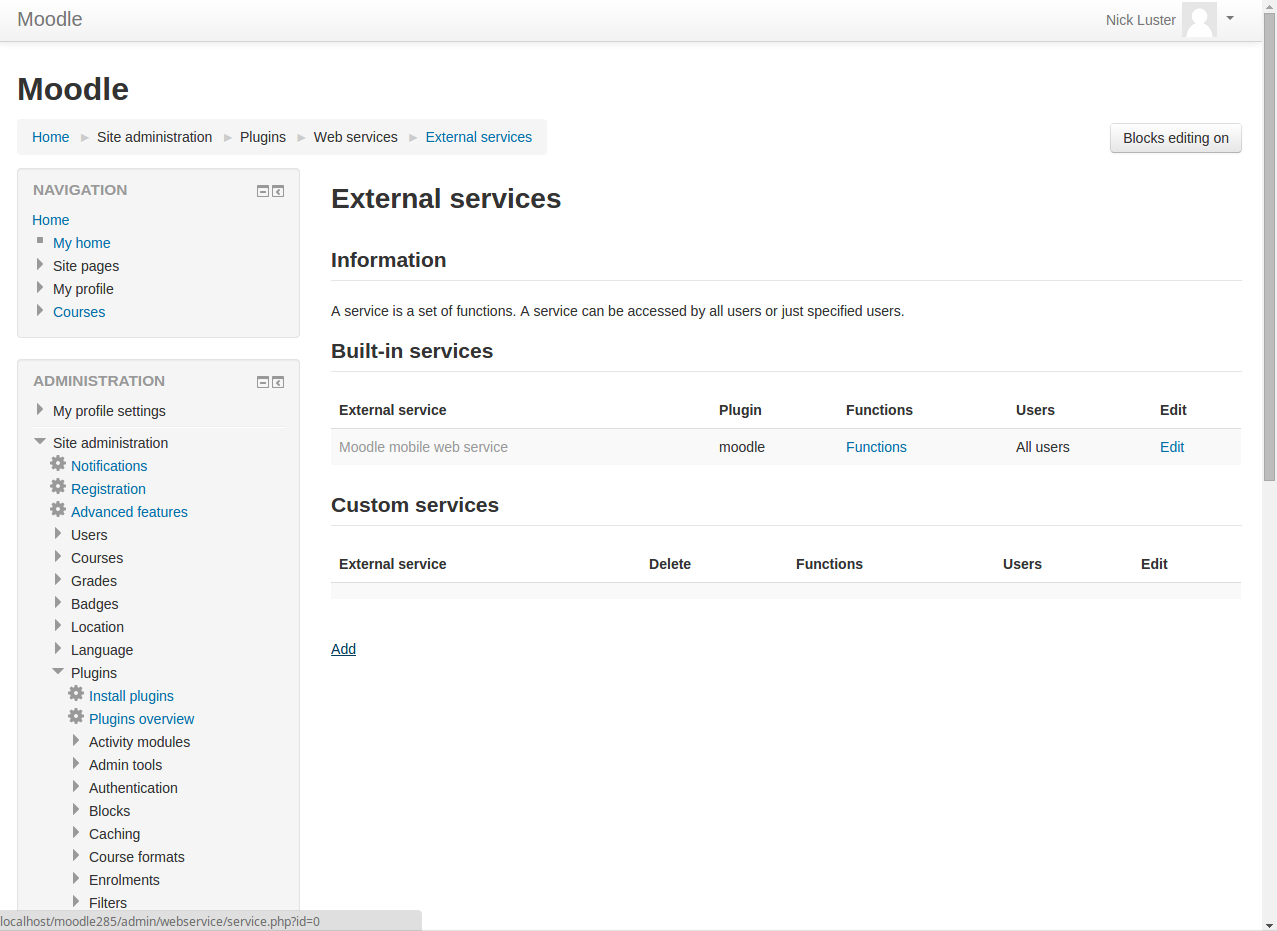 Moodle
Nick Luster
Moodle
Home Site administration Plugins Web services External services
Blocks editing on
NAVIGATION
Home
My home
Site pages
My profile
Courses
ADMINISTRATION
My profile settings
Site administration
Notifications
Registration
Advanced features
Users
Courses
Grades
Badges
Location
Language
Plugins
Install plugins
Plugins overview
Activity modules
Admin tools
Authentication
Blocks
Caching
Course formats
Enrolments
Filters
External services
Information
A service is a set of functions. A service can be accessed by all users or just specified users.
Built-in services
External service Plugin Functions Users Edit
Moodle mobile web service moodle Functions All users Edit
Custom services
External service Delete Functions Users Edit
Add
localhost/moodle285/admin/webservice/service.php?id=0